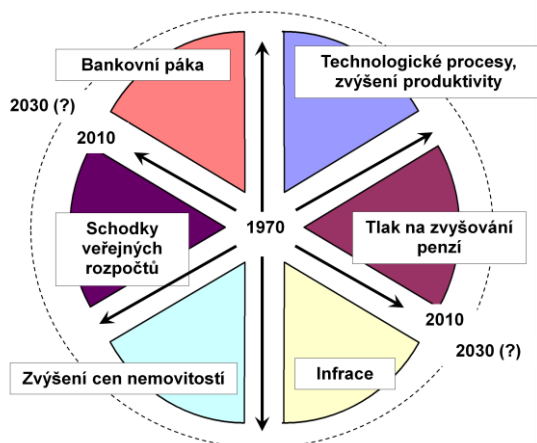 Bankovní páka
Technologické procesy,
zvýšení produktivity
2030 (?)
2010
Schodky
veřejných
rozpočtů
1970
Tlak na zvyšování
penzí
2010
2030 (?)
Zvýšení cen nemovitostí
Infrace